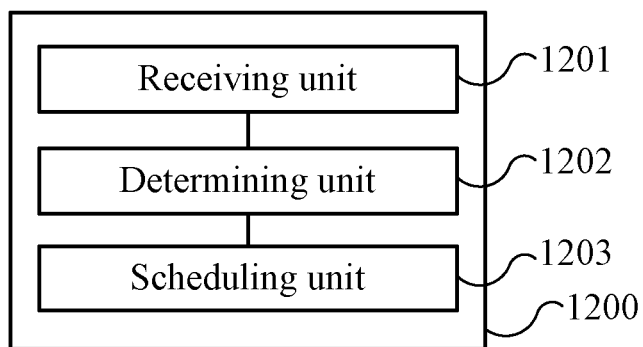 Receiving unit
1201
Determining unit
1202
Scheduling unit
1203
1200